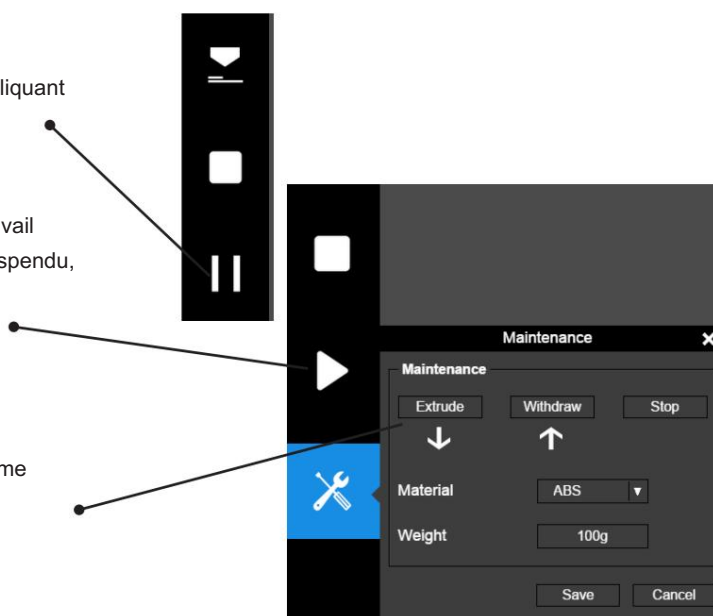 liquant
vail
spendu,
me
Maintenance
Maintenance
Extrude Withdraw Stop
Material ABS
Weight 100g
Save Cancel